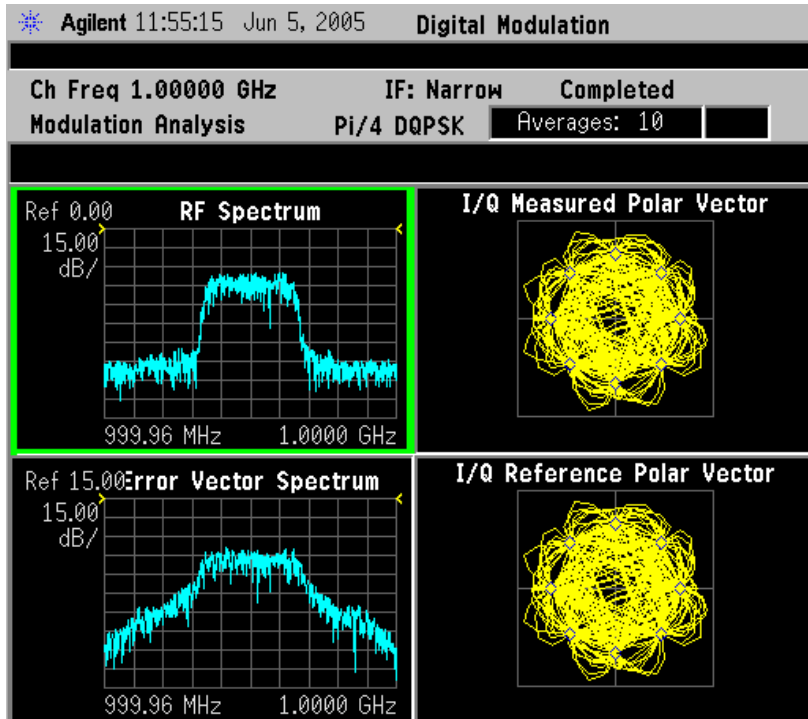 Agilent 11:55:15 Jun 5, 2005 Digital Modulation
Ch Freq 1.00000 GHz IF: Narrow Completed
Modulation Analysis Pi/4 DQPSK Averages: 10
Ref 0.00 RF Spectrum
15.00
dB/
999.96 MHz 1.0000 GHz
I/Q Measured Polar Vector
Ref 15.00 Error Vector Spectrum
15.00
dB/
999.96 MHz 1.0000 GHz
I/Q Reference Polar Vector